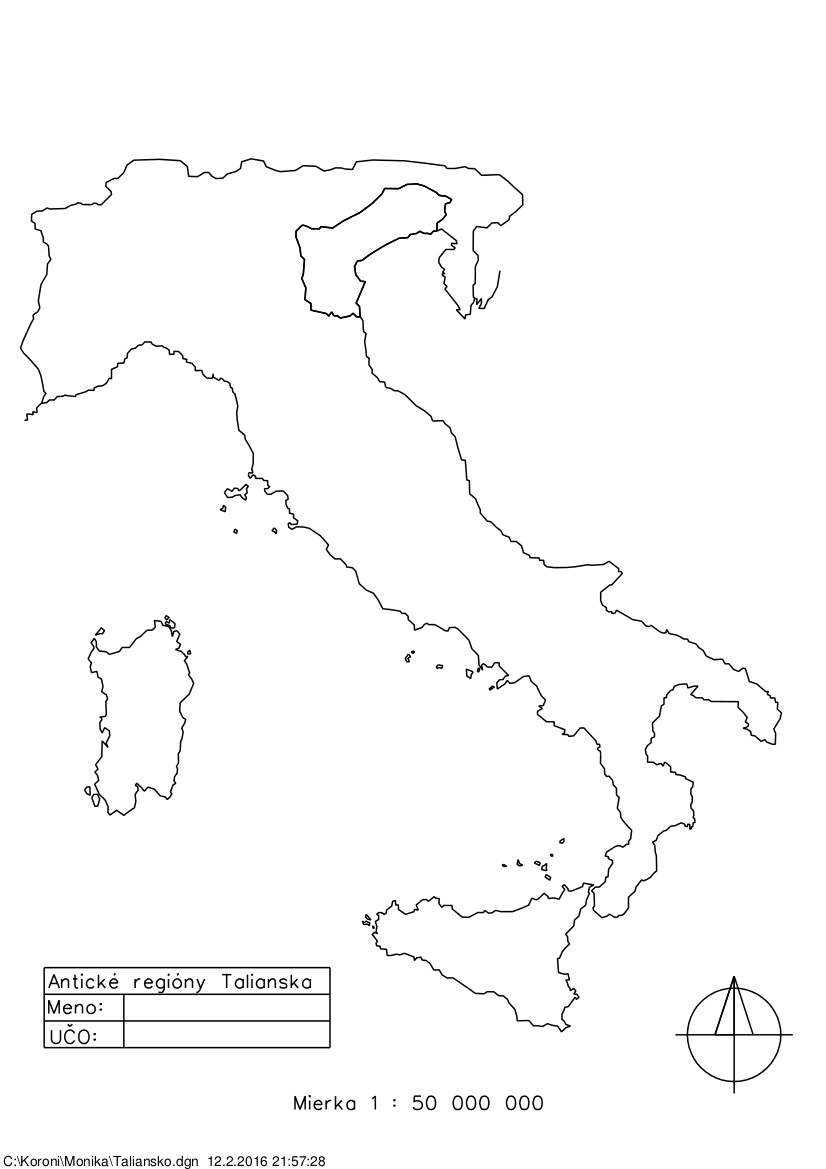 Antické regióny Talianska
Meno:
UČO:
Mierka 1 : 50 000 000
C:\Koroni\Monika\Taliansko.dgn 12.2.2016 21:57:28